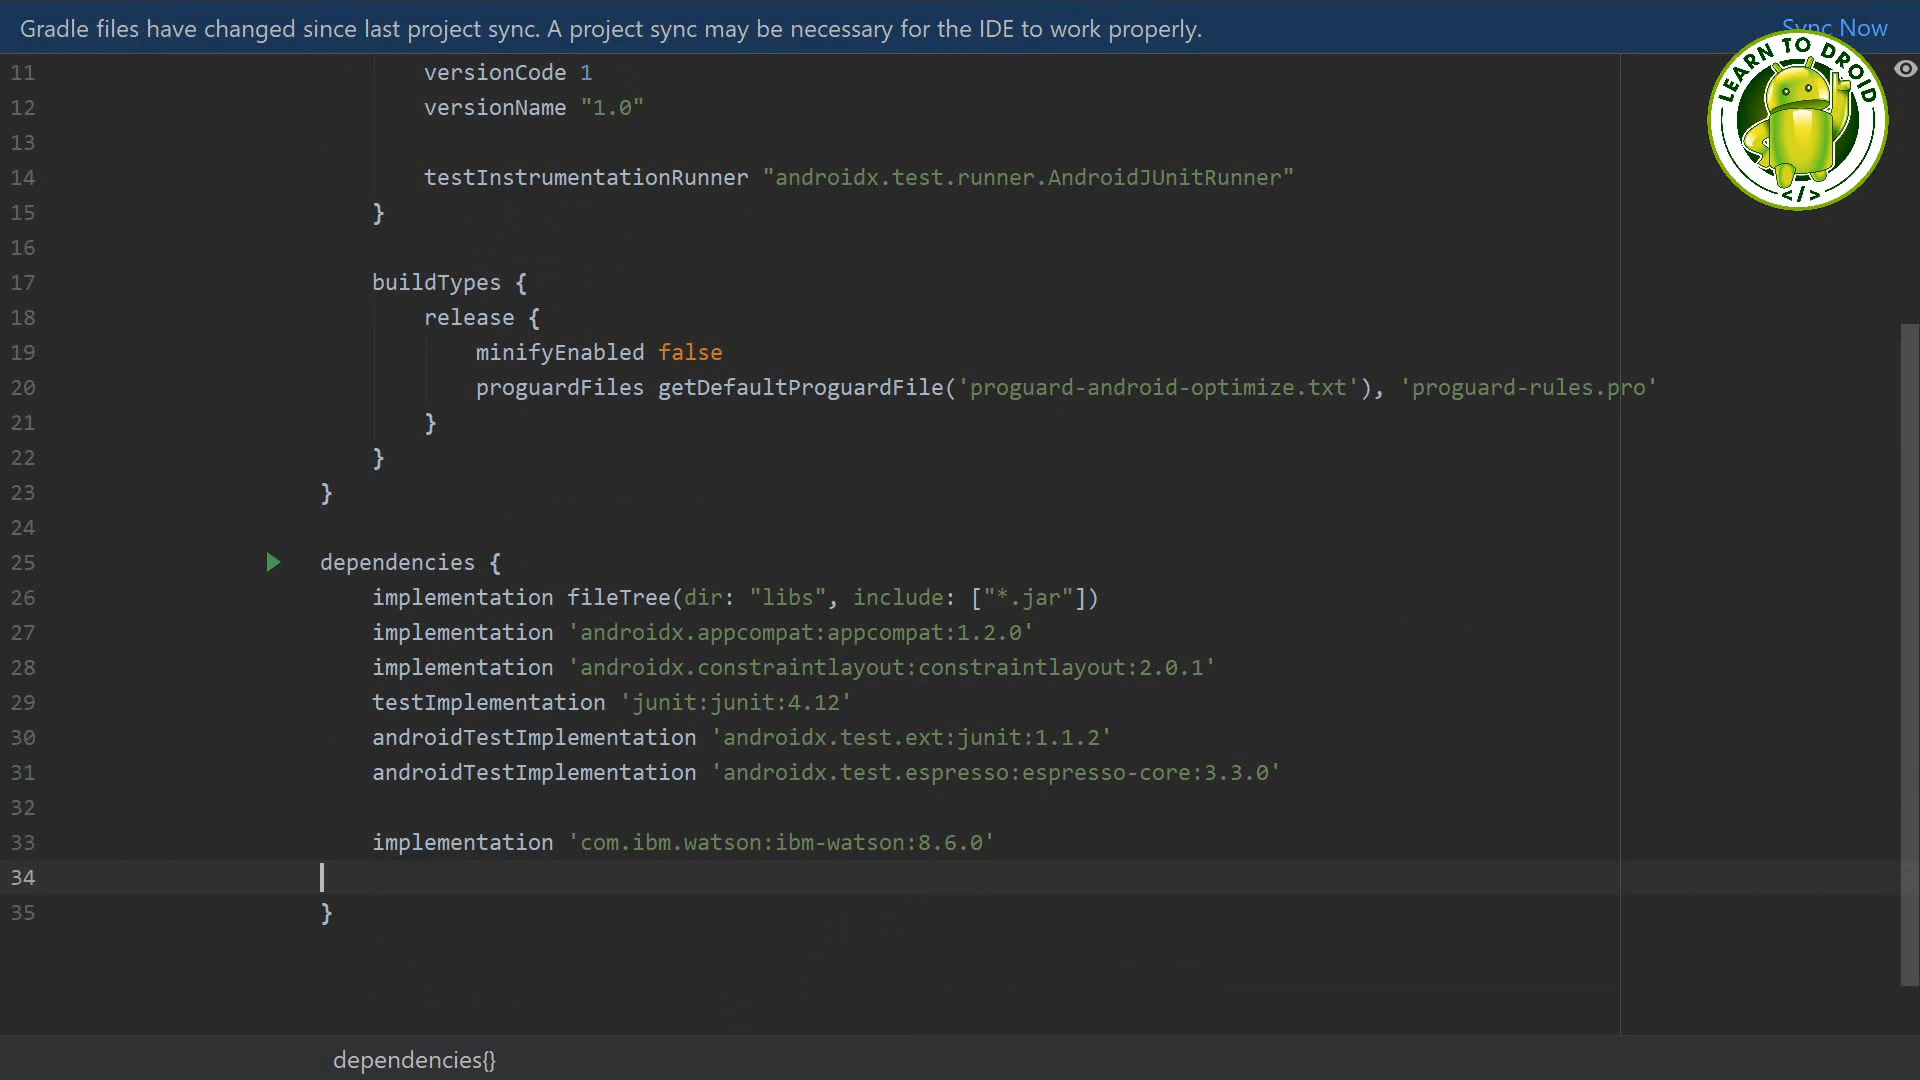 Gradle files have changed since last project sync. A project sync may be necessary for the IDE to work properly. Sync Now
LEARN TO DROID
</>
11 versionCode 1
12 versionName "1.0"
13
14 testInstrumentationRunner "androidx.test.runner.AndroidJUnitRunner"
15 }
16
17 buildTypes {
18 release {
19 minifyEnabled false
20 proguardFiles getDefaultProguardFile('proguard-android-optimize.txt'), 'proguard-rules.pro'
21 }
22 }
23 }
24
25 dependencies {
26 implementation fileTree(dir: "libs", include: ["*.jar"])
27 implementation 'androidx.appcompat:appcompat:1.2.0'
28 implementation 'androidx.constraintlayout:constraintlayout:2.0.1'
29 testImplementation 'junit:junit:4.12'
30 androidTestImplementation 'androidx.test.ext:junit:1.1.2'
31 androidTestImplementation 'androidx.test.espresso:espresso-core:3.3.0'
32
33 implementation 'com.ibm.watson:ibm-watson:8.6.0'
34
35 }
dependencies{}